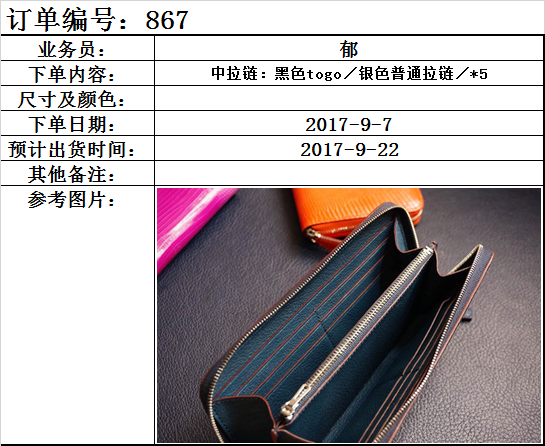 订单编号：867
业务员： 郁
下单内容： 中拉链：黑色togo／银色普通拉链／*5
尺寸及颜色：
下单日期： 2017-9-7
预计出货时间： 2017-9-22
其他备注：
参考图片：